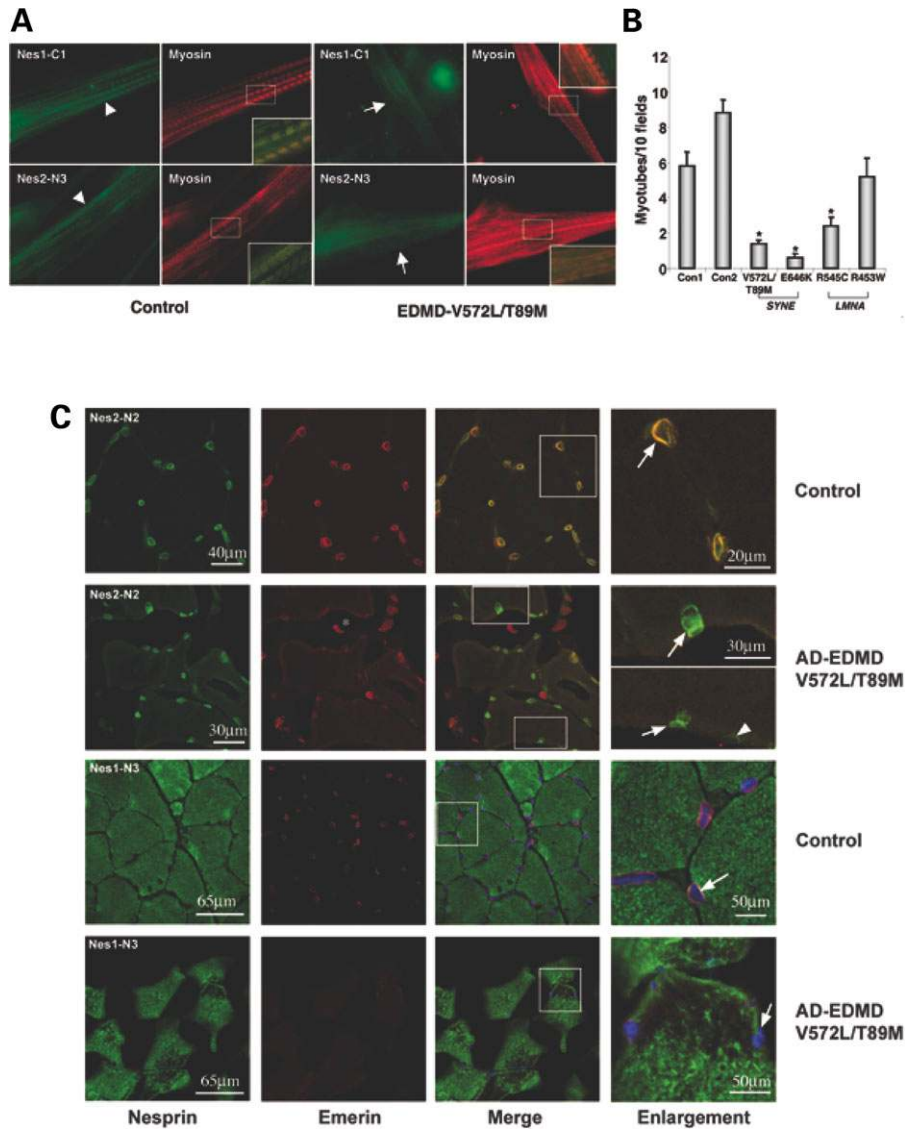 A
Nes1-C1 Myosin Nes1-C1 Myosin
Nes2-N3 Myosin Nes2-N3 Myosin
Control EDMD-V572L/T89M
B
Myotubes/10 fields
12
10
8
6
4
2
0
* * *
Con1 Con2 V572L/ E646K R545C R453W
T89M
SYNE LMNA
C
Nes2-N2
40μm 20μm
Control
Nes2-N2
30μm 30μm
AD-EDMD
V572L/T89M
Nes1-N3
65μm 50μm
Control
Nes1-N3
65μm 50μm
AD-EDMD
V572L/T89M
Nesprin Emerin Merge Enlargement